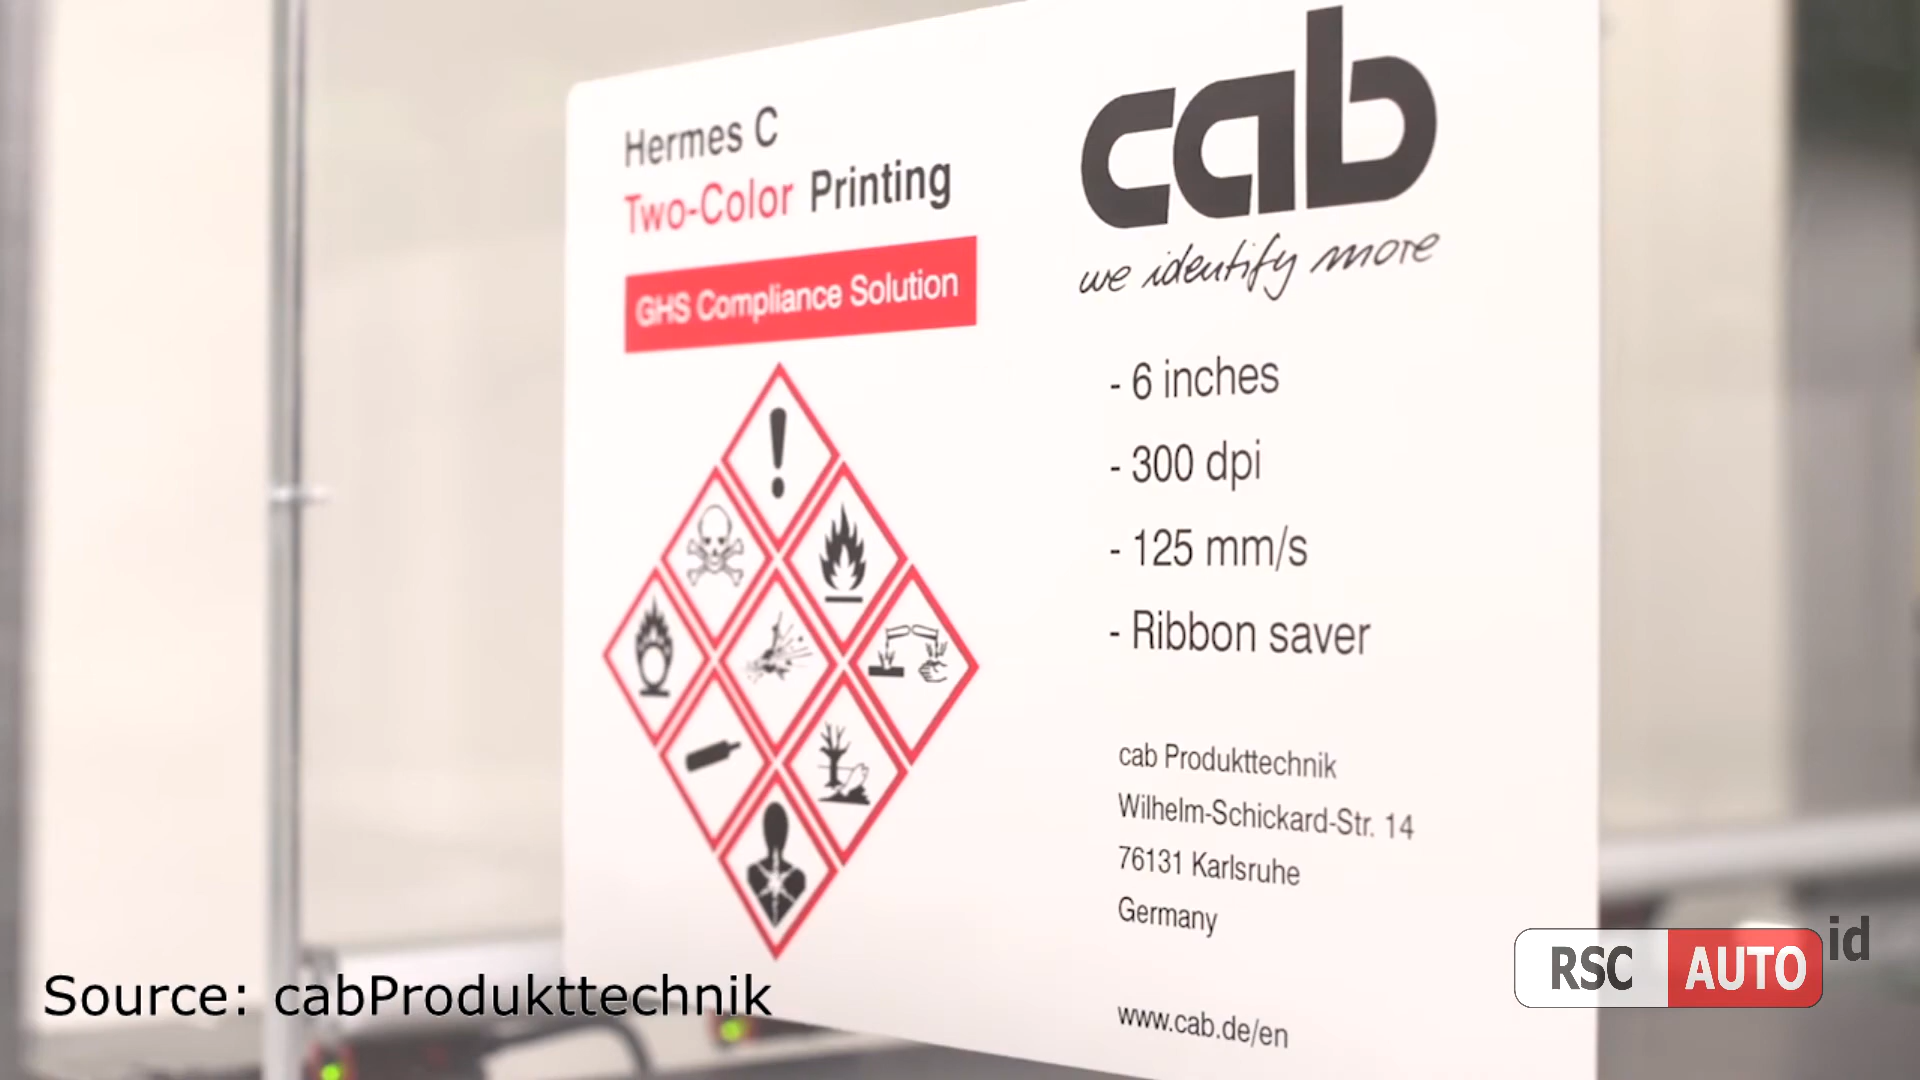 Hermes C
Two-Color Printing
GHS Compliance Solution
cab
we identify more
- 6 inches
- 300 dpi
- 125 mm/s
- Ribbon saver
cab Produkttechnik
Wilhelm-Schickard-Str. 14
76131 Karlsruhe
Germany
www.cab.de/en
Source: cabProdukttechnik
RSC AUTO id